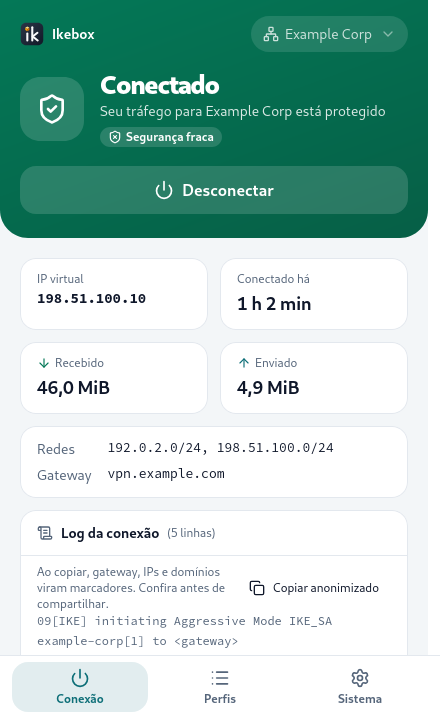 ik Ikebox
Example Corp
Conectado
Seu tráfego para Example Corp está protegido
Segurança fraca
Desconectar
IP virtual
198.51.100.10
Conectado há
1 h 2 min
Recebido
46,0 MiB
Enviado
4,9 MiB
Redes 192.0.2.0/24, 198.51.100.0/24
Gateway vpn.example.com
Log da conexão (5 linhas)
Ao copiar, gateway, IPs e domínios
viram marcadores. Confira antes de
compartilhar.
Copiar anonimizado
09[IKE] initiating Aggressive Mode IKE_SA
example-corp[1] to <gateway>
Conexão
Perfis
Sistema